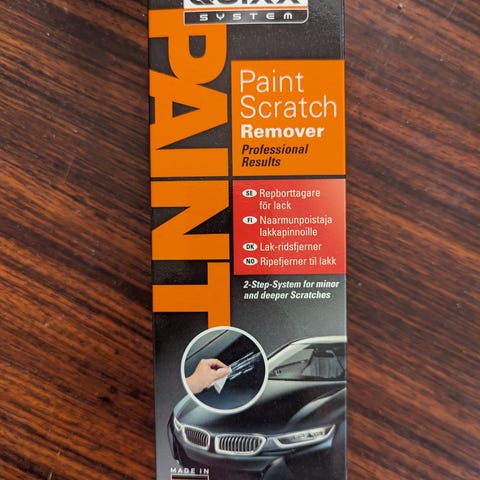 QUIXX
SYSTEM
PAINT
Paint
Scratch
Remover
Professional
Results
SE Repborttagare
för lack
FI Naarmunpoistaja
lakkapinnoille
DK Lak-ridsfjerner
NO Ripefjerner til lakk
2-Step-System for minor
and deeper Scratches
MADE IN